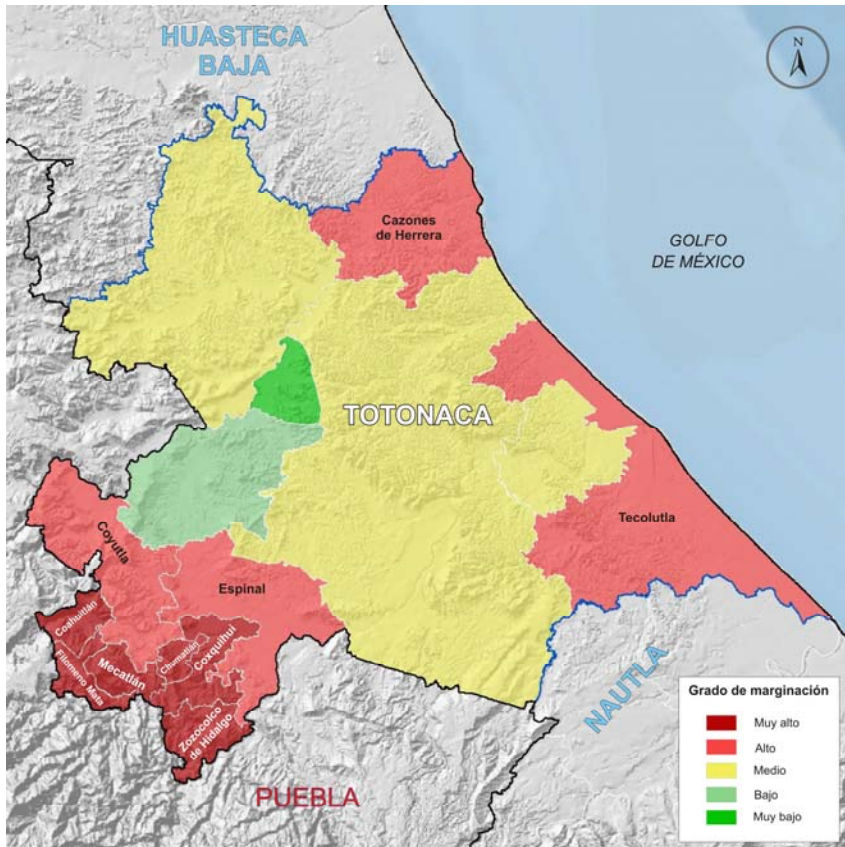 HUASTECA
BAJA
N
Cazones
de Herrera
GOLFO
DE MÉXICO
TOTONACA
Tecolutla
Coyutla
Espinal
Coahuitlán
Filomeno Mata
Mecatlán
Chumatlán
Coxquihui
Zozocolco
de Hidalgo
NAUTLA
PUEBLA
Grado de marginación
Muy alto
Alto
Medio
Bajo
Muy bajo